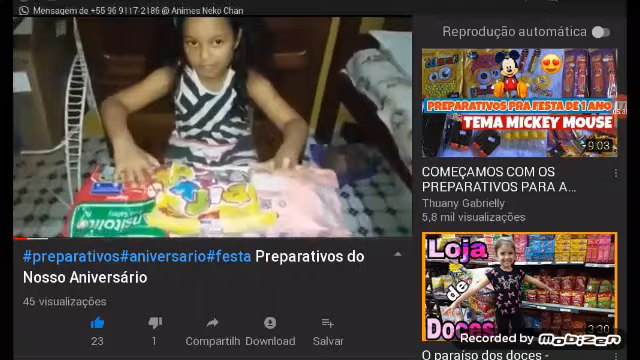 Mensagem de +55 96 9117-2186 @ Animes Neko Chan
Reprodução automática
PREPARATIVOS PRA FESTA DE 1 ANO
TEMA MICKEY MOUSE
9:03
COMEÇAMOS COM OS
PREPARATIVOS PARA A...
Thuany Gabrielly
5,8 mil visualizações
#preparativos#aniversario#festa Preparativos do
Nosso Aniversário
45 visualizações
23
1
Compartilh
Download
Salvar
Loja
de
Doces
3:30
O paraíso dos doces -
Recorded by mobizen